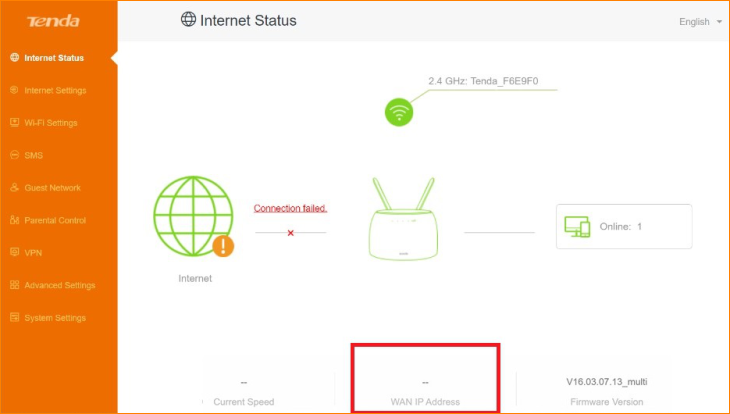 Tenda
Internet Status
English
Internet Status
Internet Settings
Wi-Fi Settings
SMS
Guest Network
Parental Control
VPN
Advanced Settings
System Settings
2.4 GHz: Tenda_F6E9F0
Connection failed.
Online: 1
Internet
-- -- V16.03.07.13_multi
Current Speed WAN IP Address Firmware Version